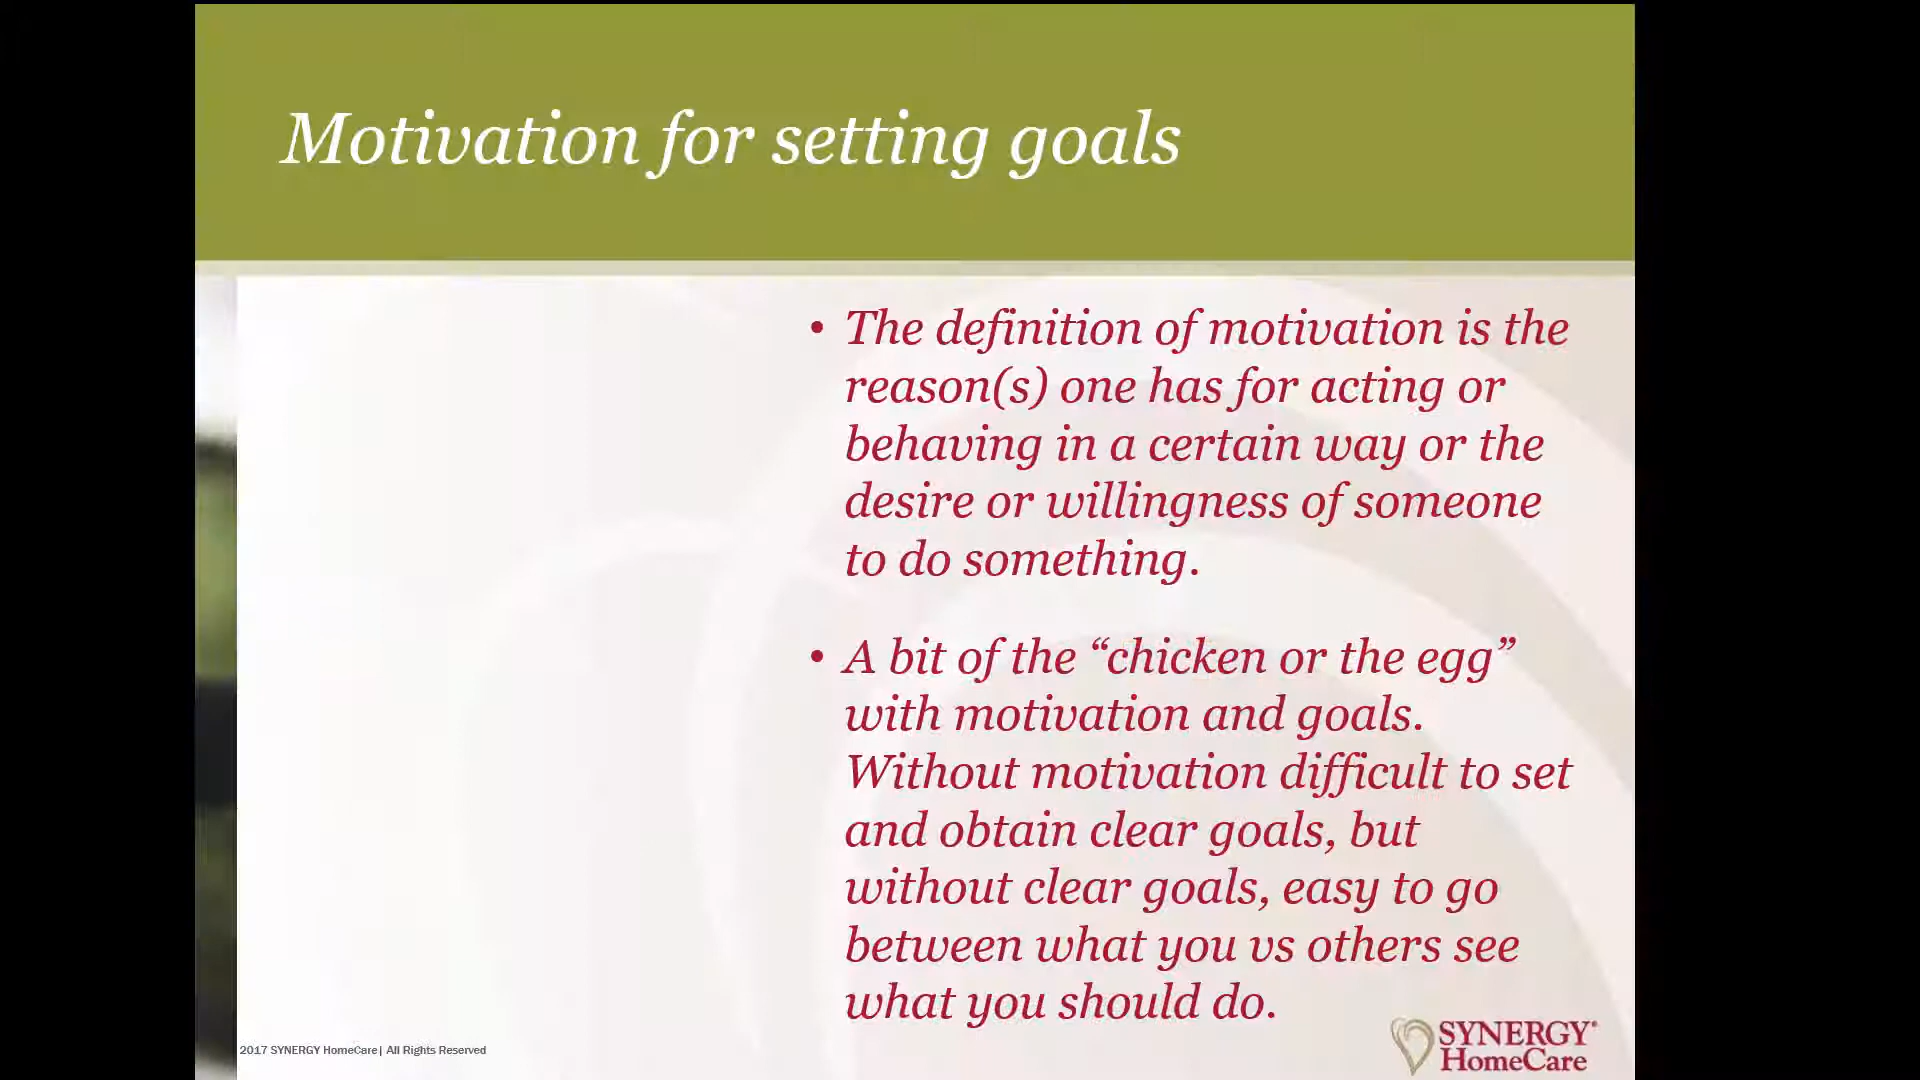 Motivation for setting goals
• The definition of motivation is the
reason(s) one has for acting or
behaving in a certain way or the
desire or willingness of someone
to do something.
• A bit of the “chicken or the egg”
with motivation and goals.
Without motivation difficult to set
and obtain clear goals, but
without clear goals, easy to go
between what you vs others see
what you should do.
2017 SYNERGY HomeCare| All Rights Reserved
SYNERGY®
HomeCare